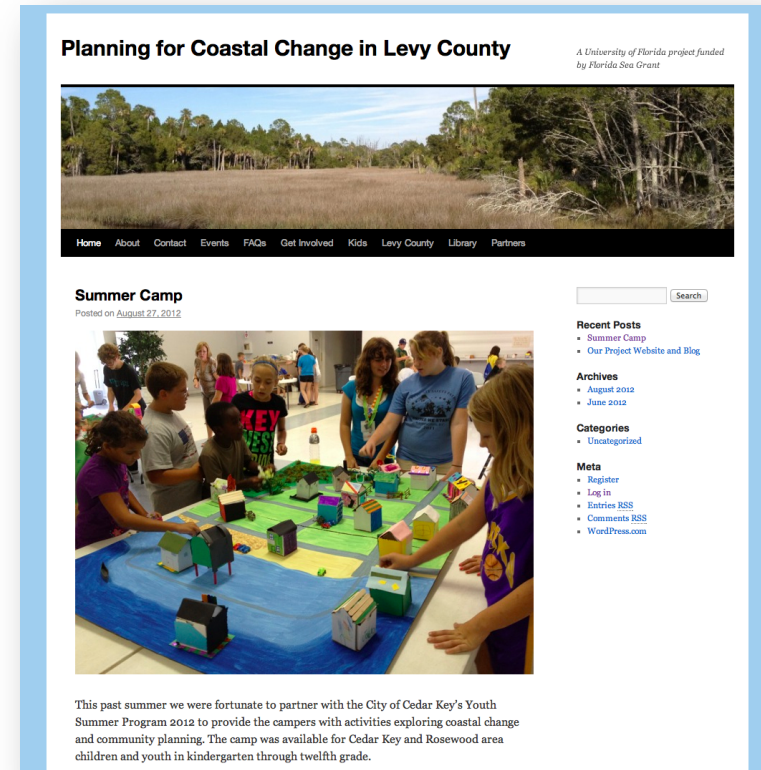 Planning for Coastal Change in Levy County
A University of Florida project funded
by Florida Sea Grant
Home About Contact Events FAQs Get Involved Kids Levy County Library Partners
Summer Camp
Posted on August 27, 2012
KEY
WES
This past summer we were fortunate to partner with the City of Cedar Key's Youth
Summer Program 2012 to provide the campers with activities exploring coastal change
and community planning. The camp was available for Cedar Key and Rosewood area
children and youth in kindergarten through twelfth grade.
Search
Recent Posts
Summer Camp
Our Project Website and Blog
Archives
August 2012
June 2012
Categories
Uncategorized
Meta
Register
Log in
Entries RSS
Comments RSS
WordPress.com